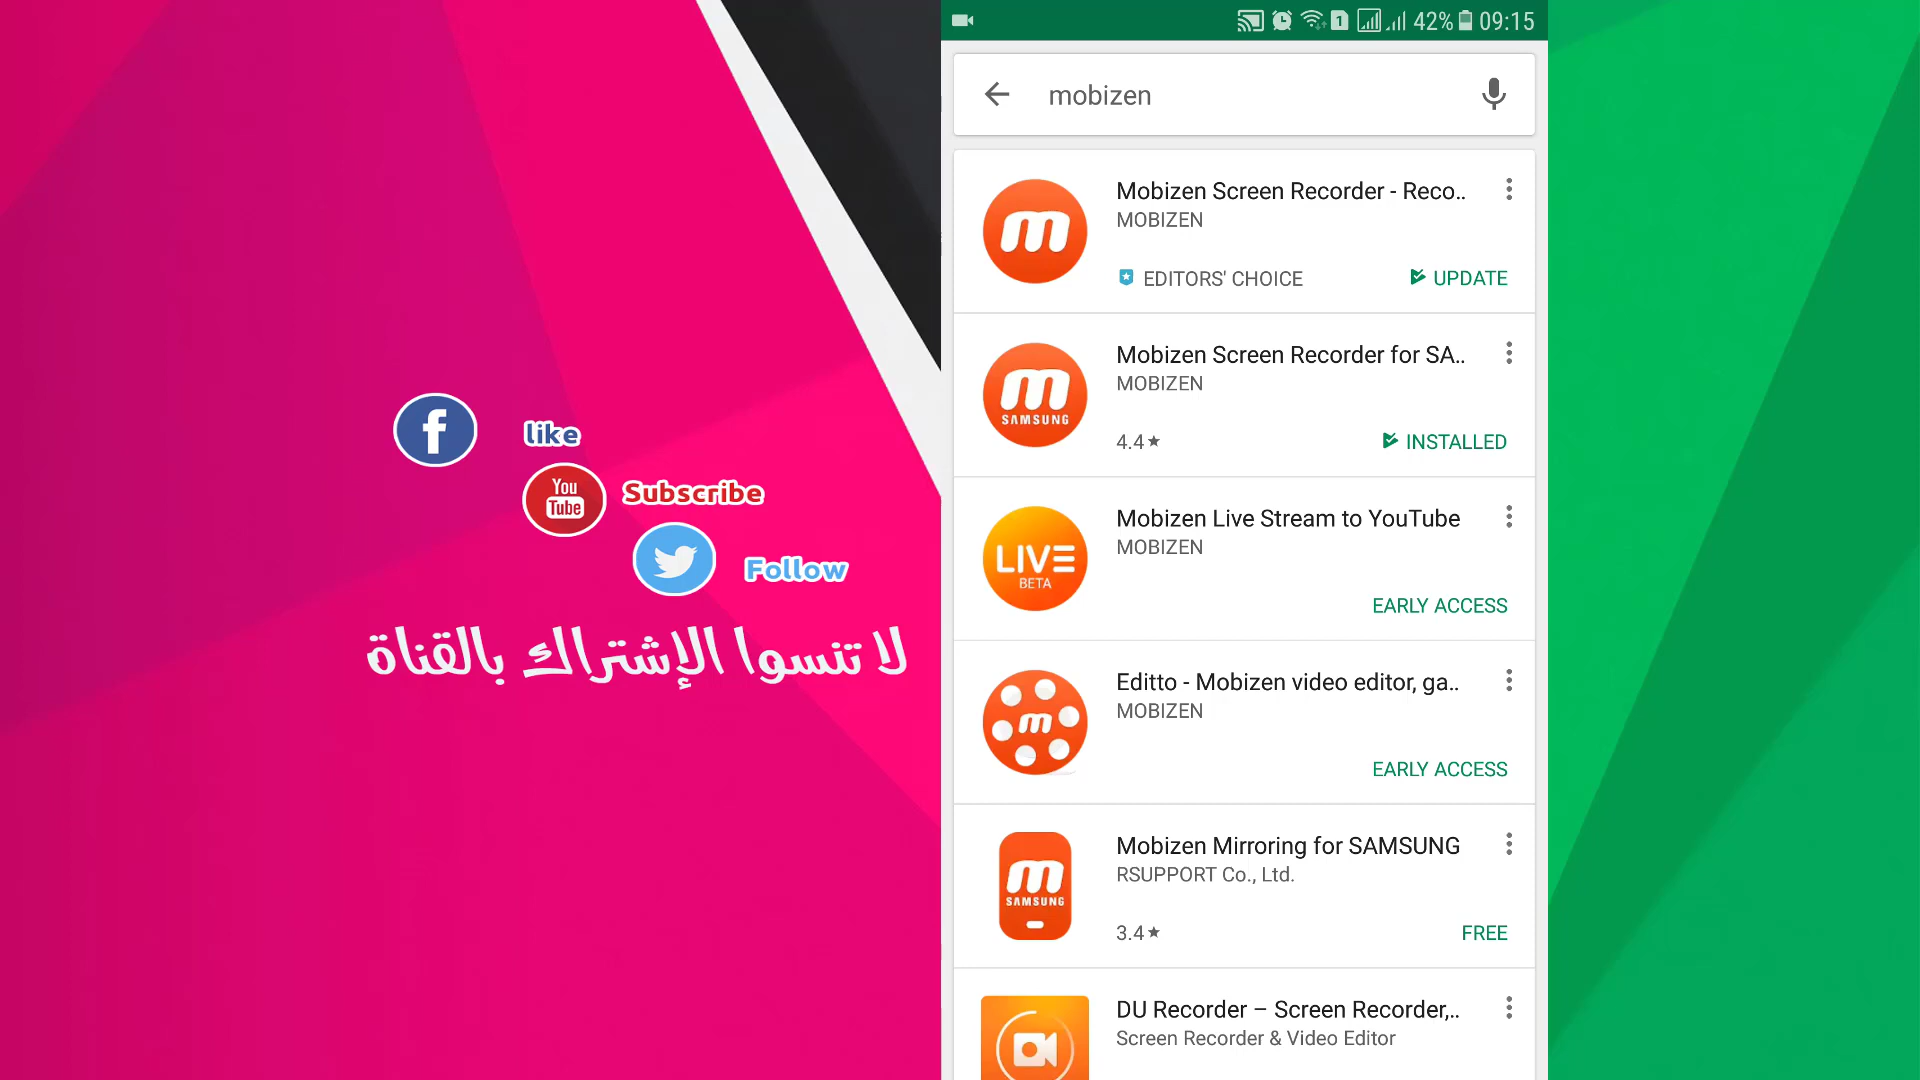 like
You
Tube
Subscribe
Follow
لا تنسوا الإشتراك بالقناة
1 42% 09:15
mobizen
m
Mobizen Screen Recorder - Reco..
MOBIZEN
EDITORS' CHOICE
UPDATE
m
SAMSUNG
Mobizen Screen Recorder for SA..
MOBIZEN
4.4
INSTALLED
LIVE
BETA
Mobizen Live Stream to YouTube
MOBIZEN
EARLY ACCESS
m
Editto - Mobizen video editor, ga..
MOBIZEN
EARLY ACCESS
m
SAMSUNG
Mobizen Mirroring for SAMSUNG
RSUPPORT Co., Ltd.
3.4
FREE
DU Recorder – Screen Recorder,..
Screen Recorder & Video Editor